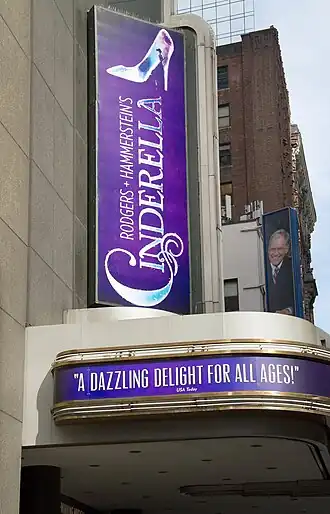 RODGERS + HAMMERSTEIN'S
CINDERELLA
"A DAZZLING DELIGHT FOR ALL AGES!"
USA Today